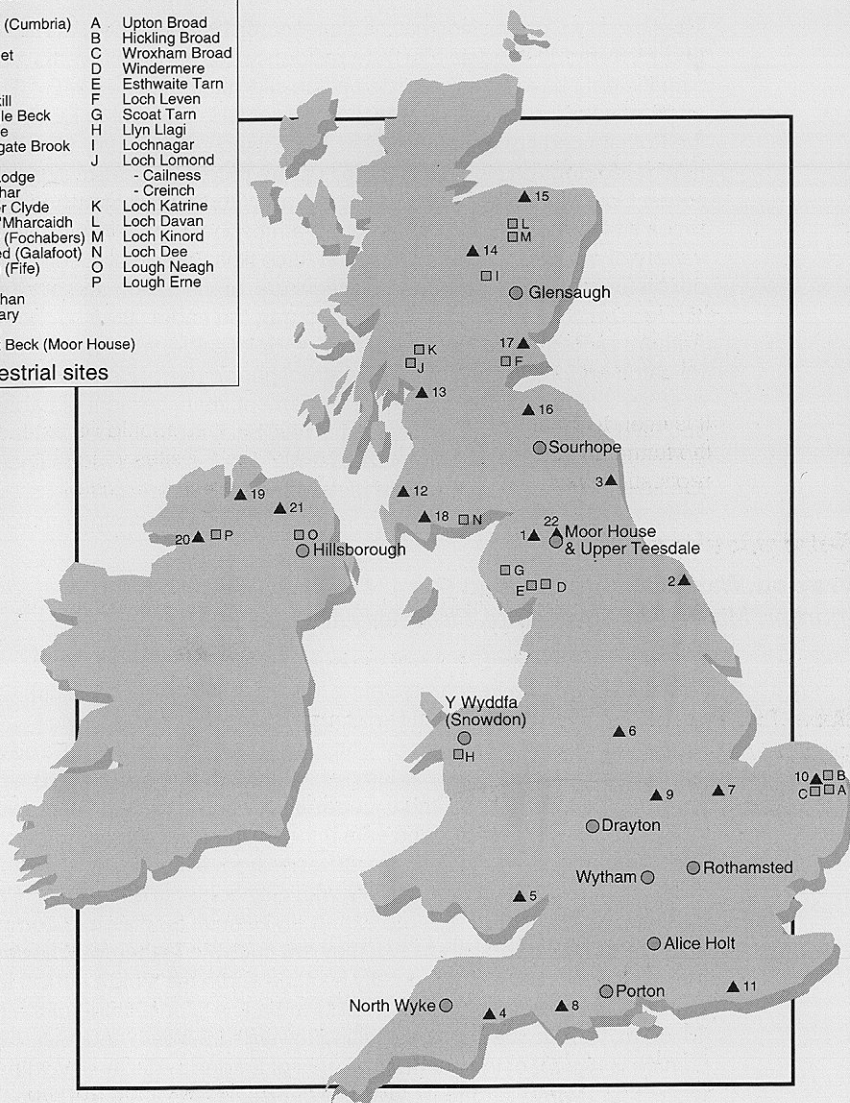 (Cumbria) A Upton Broad
B Hickling Broad
et C Wroxham Broad
D Windermere
E Esthwaite Tarn
kill F Loch Leven
le Beck G Scoat Tarn
e H Llyn Llagi
gate Brook I Lochnagar
J Loch Lomond
Lodge - Cailness
har - Creinch
r Clyde K Loch Katrine
'Mharcaidh L Loch Davan
(Fochabers) M Loch Kinord
ed (Galafoot) N Loch Dee
(Fife) O Lough Neagh
P Lough Erne
han
ary
Beck (Moor House)
estrial sites
15
L
M
14
I
Glensaugh
17
F
K
J
13
16
Sourhope
3
12
18
N
19
21
20
P
O
Hillsborough
22
1
Moor House
& Upper Teesdale
G
E
D
2
Y Wyddfa
(Snowdon)
H
6
10
B
C
A
9
7
Drayton
Wytham
Rothamsted
5
Alice Holt
North Wyke
4
8
Porton
11